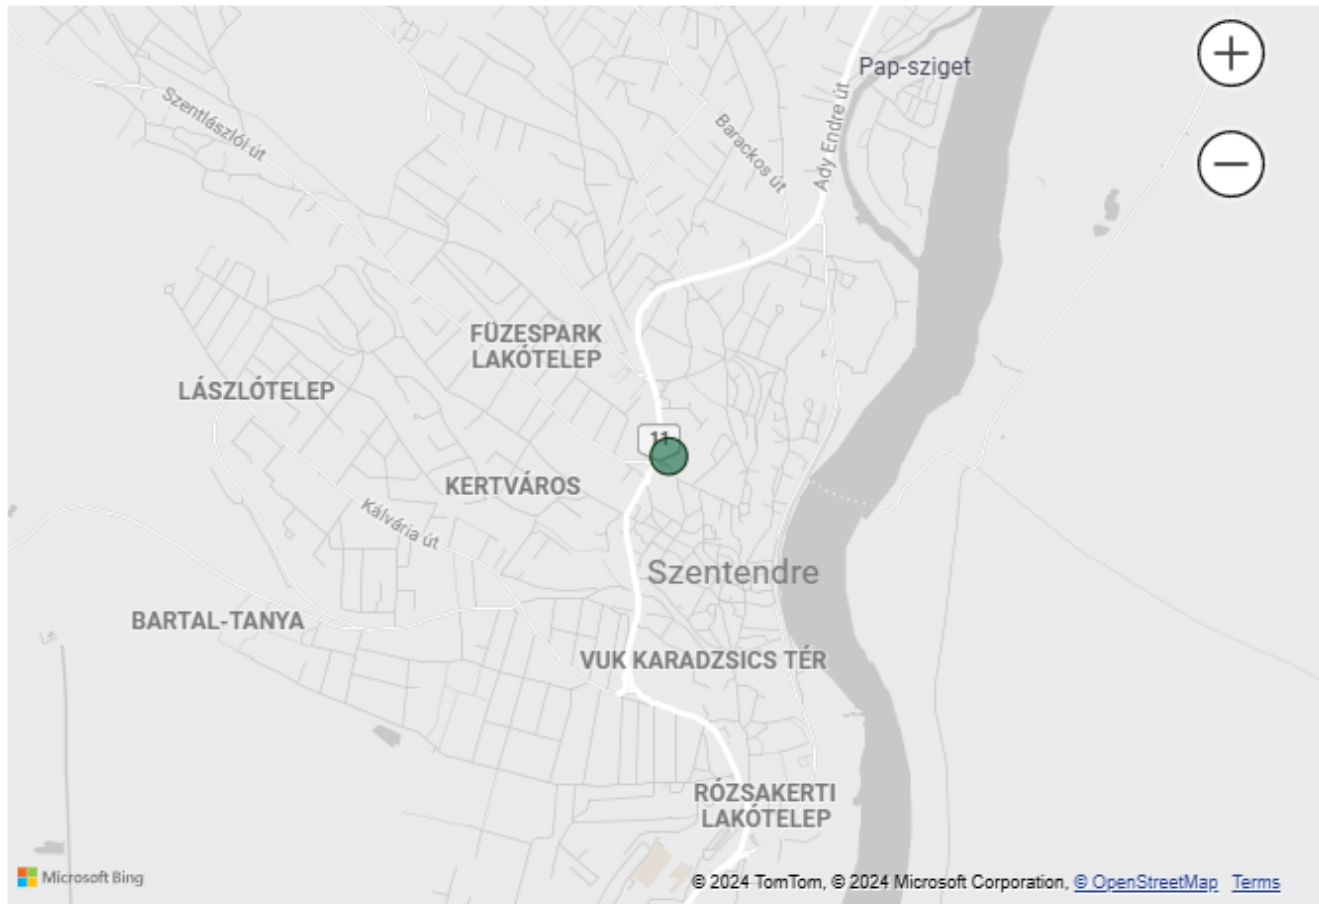 Pap-sziget
Szentlászlói út
Barackos út
Ady Endre út
FÜZESPARK
LAKÓTELEP
LÁSZLÓTELEP
11
KERTVÁROS
Kálvária út
Szentendre
BARTAL-TANYA
VUK KARADZSICS TÉR
RÓZSAKERTI
LAKÓTELEP
Microsoft Bing
© 2024 TomTom, © 2024 Microsoft Corporation, © OpenStreetMap Terms